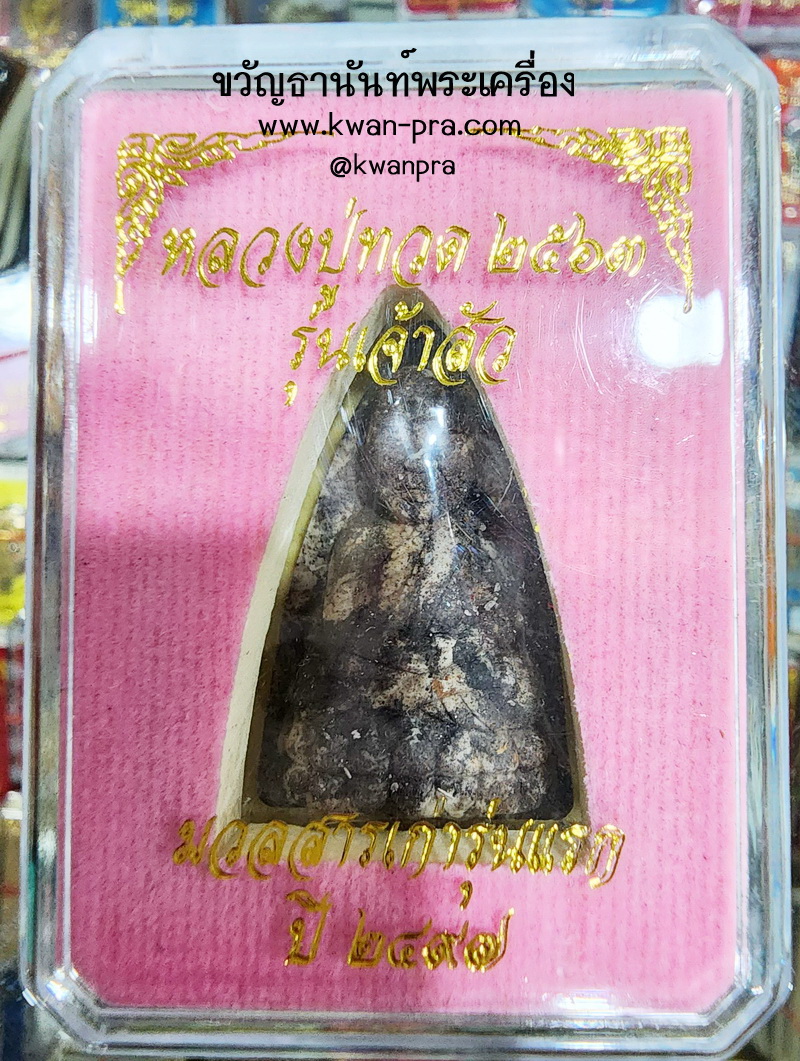 ขวัญธานันท์พระเครื่อง
www.kwan-pra.com
@kwanpra
หลวงปู่ทวด ๒๕๖๓
รุ่นเจ้าสัว
มวลสารเก่ารุ่นแรก
ปี ๒๔๙๗